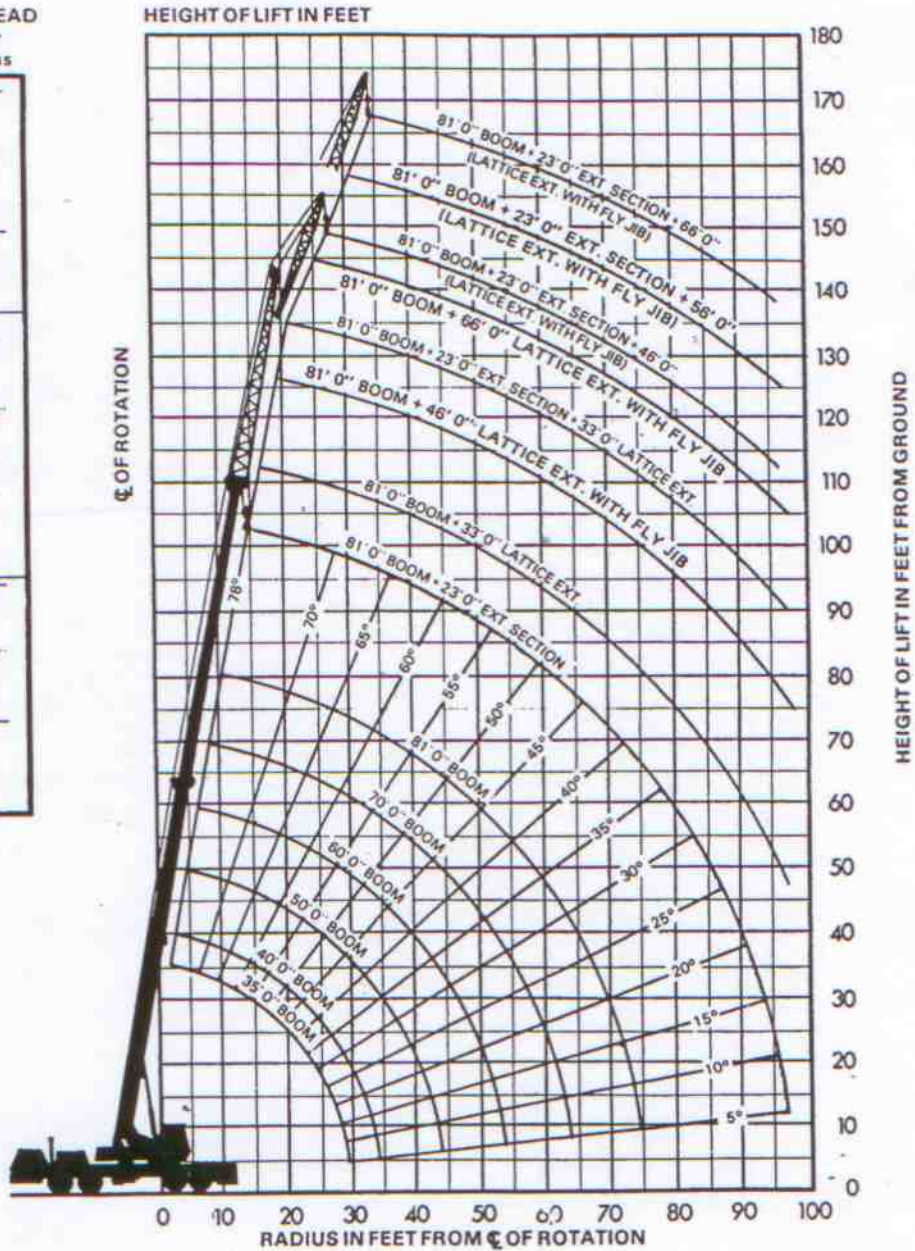 EAD
HEIGHT OF LIFT IN FEET
℄ OF ROTATION
81'0" BOOM + 23'0" EXT. SECTION + 66'0"
(LATTICE EXT. WITH FLY JIB)
81'0" BOOM + 23'0" EXT. SECTION + 56'0"
(LATTICE EXT. WITH FLY JIB)
81'0" BOOM + 23'0" EXT. SECTION + 46'0"
(LATTICE EXT. WITH FLY JIB)
81'0" BOOM + 66'0" LATTICE EXT. WITH FLY JIB
81'0" BOOM + 23'0" EXT. SECTION + 33'0" LATTICE EXT.
81'0" BOOM + 46'0" LATTICE EXT. WITH FLY JIB
81'0" BOOM + 33'0" LATTICE EXT.
81'0" BOOM + 23'0" EXT. SECTION
81'0" BOOM
70'0" BOOM
60'0" BOOM
50'0" BOOM
40'0" BOOM
35'0" BOOM
78°
70°
65°
60°
55°
50°
45°
40°
35°
30°
25°
20°
15°
10°
5°
180
170
160
150
140
130
120
110
100
90
80
70
60
50
40
30
20
10
0
HEIGHT OF LIFT IN FEET FROM GROUND
0 10 20 30 40 50 60 70 80 90 100
RADIUS IN FEET FROM ℄ OF ROTATION